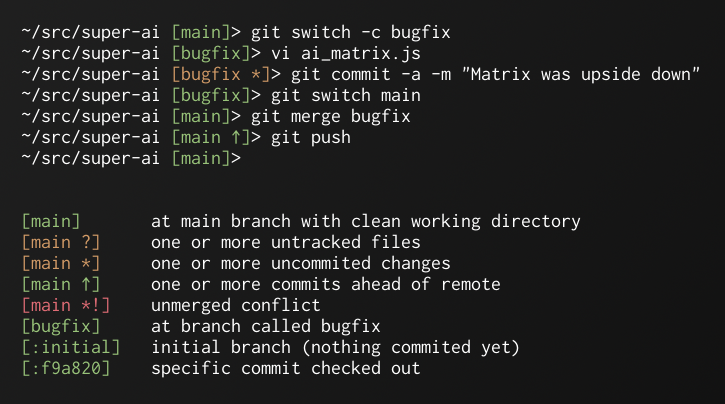 ~/src/super-ai [main]> git switch -c bugfix
~/src/super-ai [bugfix]> vi ai_matrix.js
~/src/super-ai [bugfix *]> git commit -a -m "Matrix was upside down"
~/src/super-ai [bugfix]> git switch main
~/src/super-ai [main]> git merge bugfix
~/src/super-ai [main ↑]> git push
~/src/super-ai [main]>
[main] at main branch with clean working directory
[main ?] one or more untracked files
[main *] one or more uncommited changes
[main ↑] one or more commits ahead of remote
[main *!] unmerged conflict
[bugfix] at branch called bugfix
[:initial] initial branch (nothing commited yet)
[:f9a820] specific commit checked out